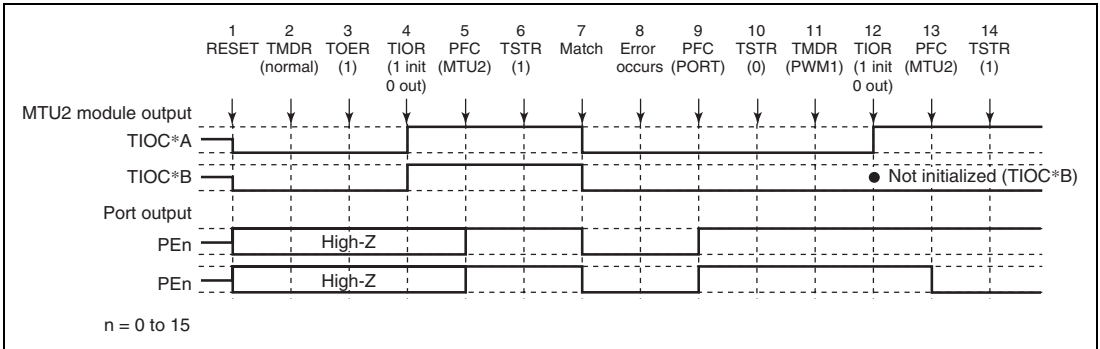 1 2 3 4 5 6 7 8 9 10 11 12 13 14
RESET TMDR TOER TIOR PFC TSTR Match Error PFC TSTR TMDR TIOR PFC TSTR
(normal) (1) (1 init (MTU2) (1) occurs (PORT) (0) (PWM1) (1 init (MTU2) (1)
0 out) 0 out)
MTU2 module output
TIOC*A
TIOC*B
● Not initialized (TIOC*B)
Port output
PEn
High-Z
PEn
High-Z
n = 0 to 15